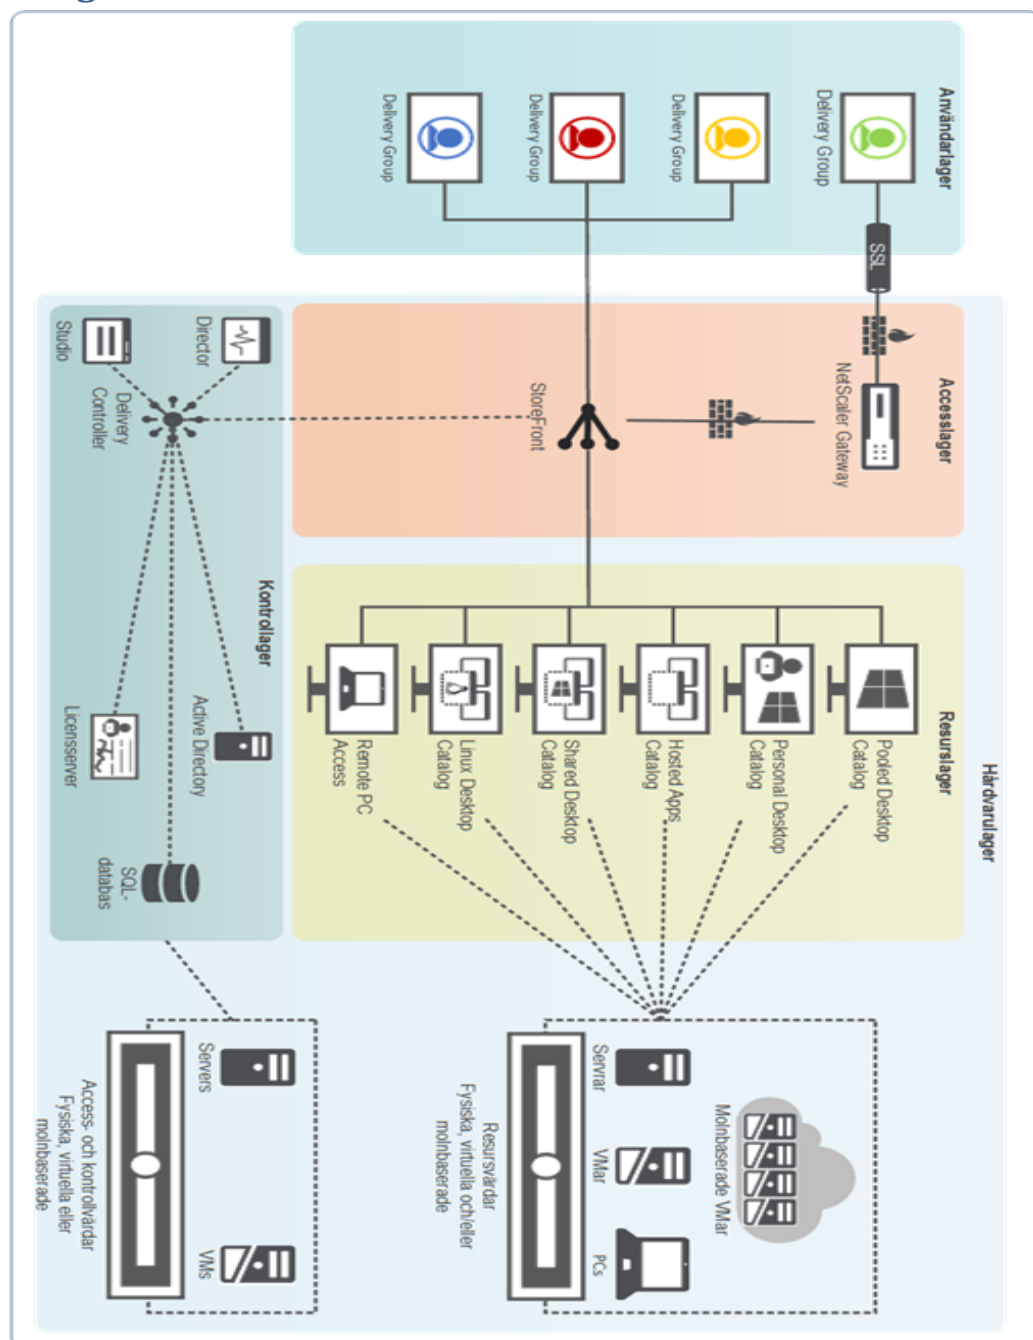 Hårdvarulager
Användarlager
Delivery Group
Delivery Group
Delivery Group
Delivery Group
SSL
Accesslager
NetScaler Gateway
StoreFront
Resurslager
Pooled Desktop
Catalog
Personal Desktop
Catalog
Hosted Apps
Catalog
Shared Desktop
Catalog
Linux Desktop
Catalog
Remote PC
Access
Molnbaserade VMar
Servrar
VMar
PCs
Resursvärdar
Fysiska, virtuella och/eller
molnbaserade
Kontrollager
Director
Studio
Delivery
Controller
Active Directory
Licensserver
SQL-
databas
Servers
VMs
Access- och kontrollvärdar
Fysiska, virtuella eller
molnbaserade